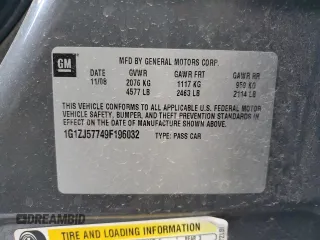 GM
MFD BY GENERAL MOTORS CORP.
DATE GVWR GAWR FRT GAWR RR
11/08 2076 KG 1117 KG 959 KG
4577 LB 2463 LB 2114 LB
THIS VEHICLE CONFORMS TO ALL APPLICABLE U.S. FEDERAL MOTOR
VEHICLE SAFETY, BUMPER, AND THEFT PREVENTION STANDARDS IN
EFFECT ON THE DATE OF MANUFACTURE SHOWN ABOVE.
1G1ZJ57749F196032 TYPE: PASS CAR
TIRE AND LOADING INFORMATION
DREAMBID